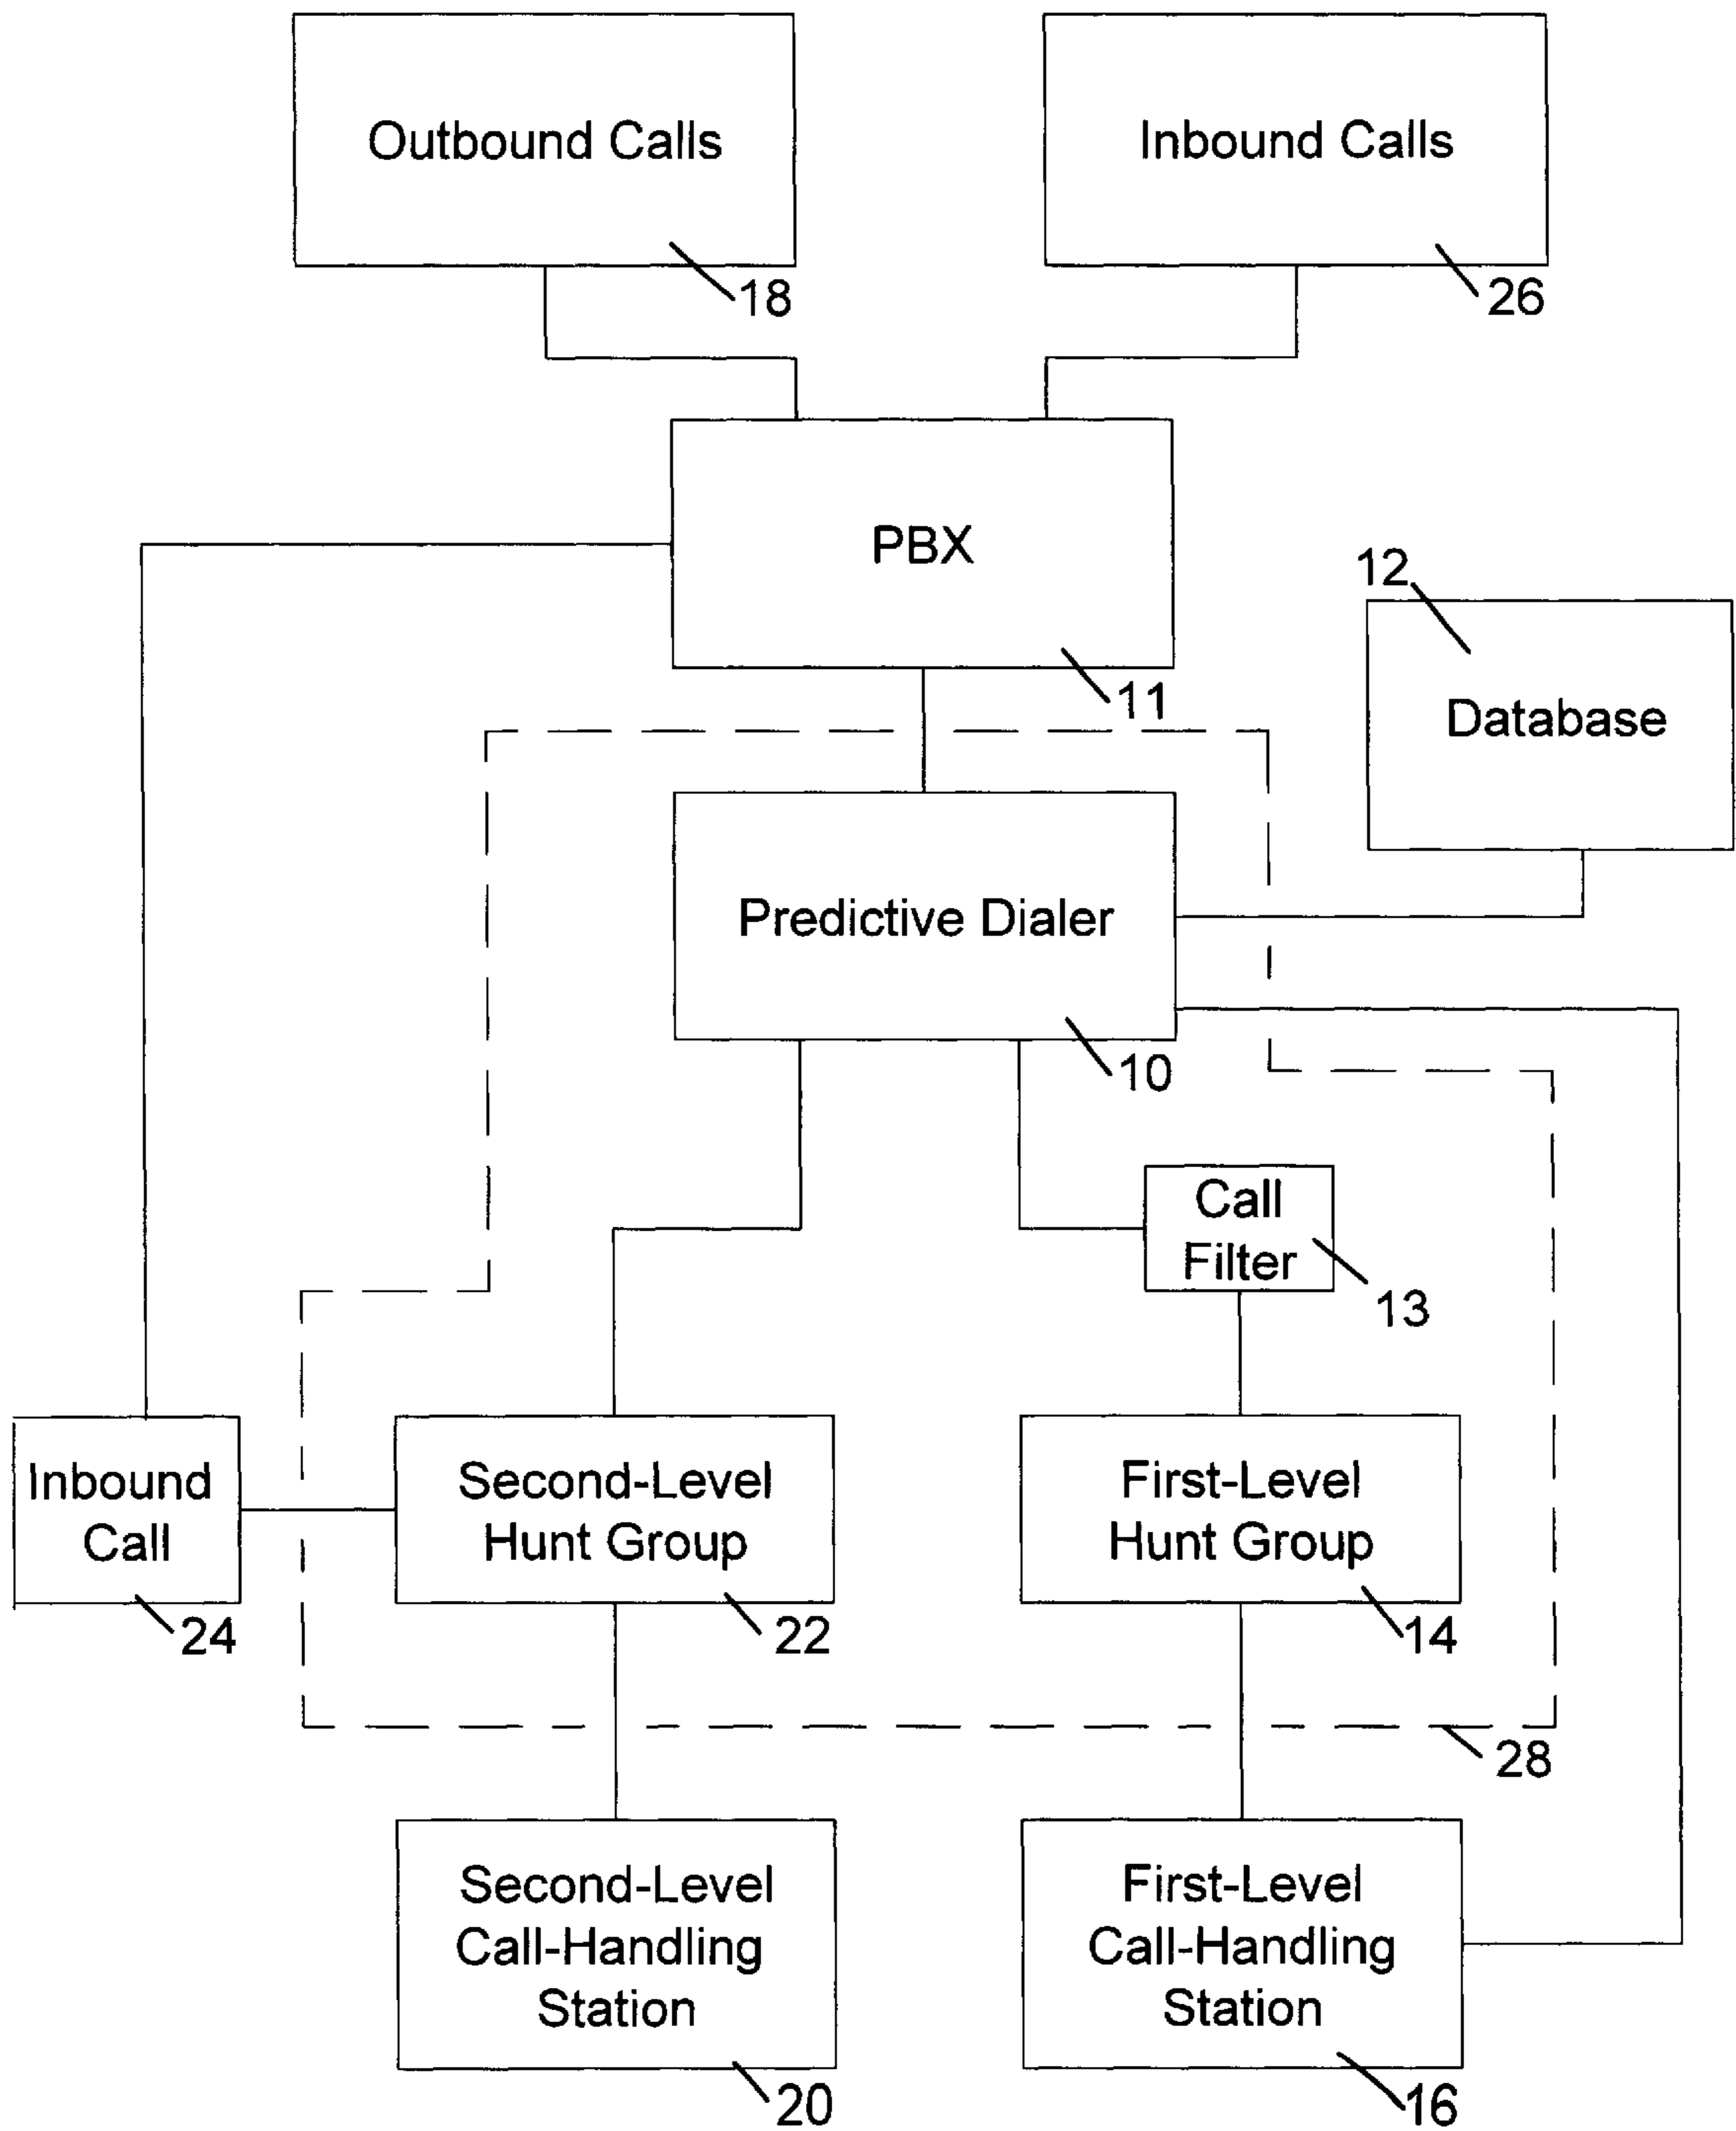 Outbound Calls
18
Inbound Calls
26
PBX
11
12
Database
Predictive Dialer
10
Call
Filter
13
Inbound
Call
24
Second-Level
Hunt Group
22
First-Level
Hunt Group
14
28
Second-Level
Call-Handling
Station
20
First-Level
Call-Handling
Station
16